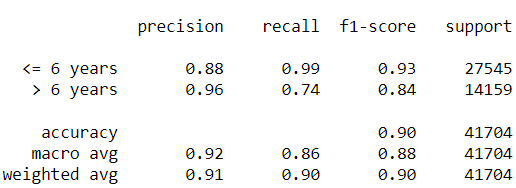 precision recall f1-score support
<= 6 years 0.88 0.99 0.93 27545
> 6 years 0.96 0.74 0.84 14159
accuracy 0.90 41704
macro avg 0.92 0.86 0.88 41704
weighted avg 0.91 0.90 0.90 41704